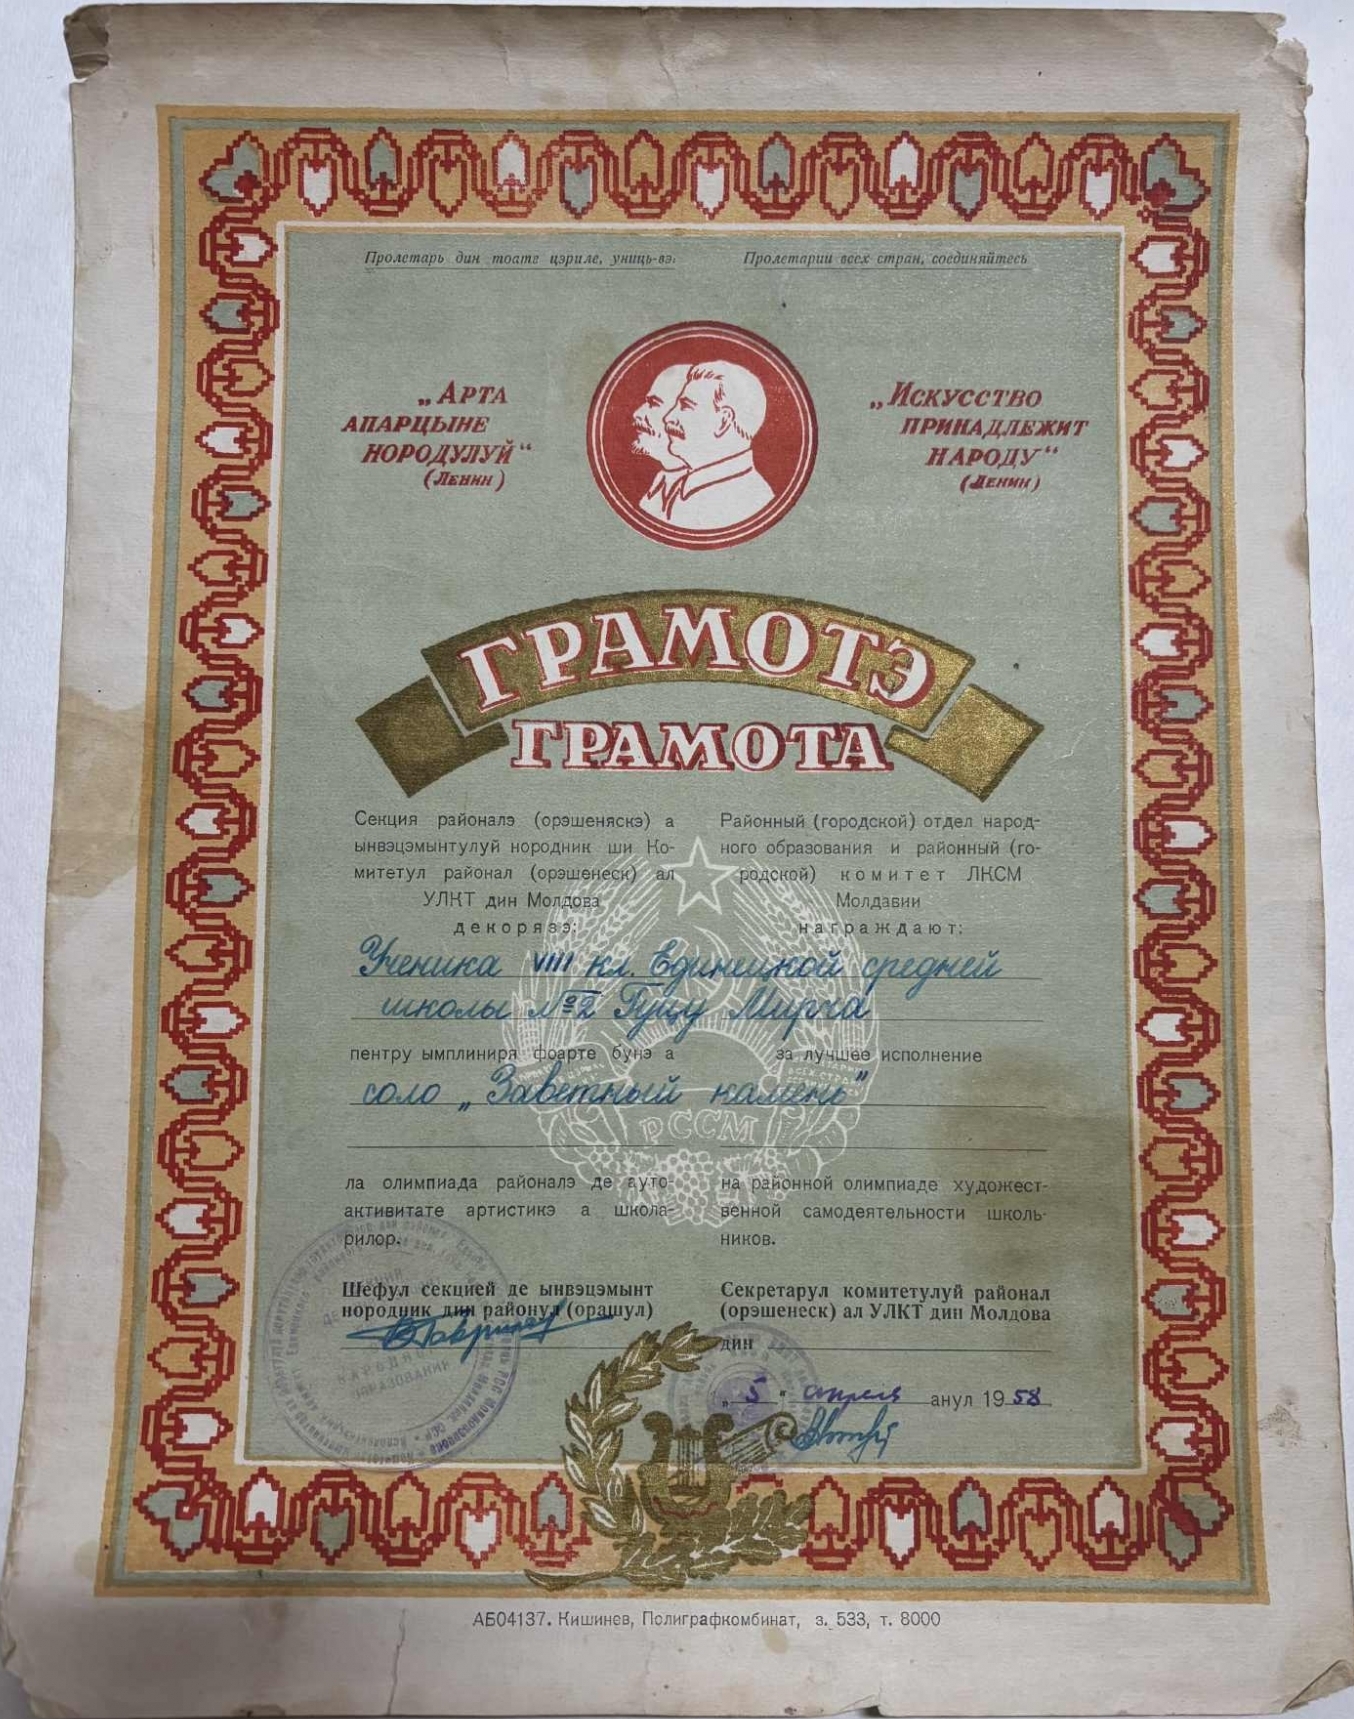 Пролетарь дин тоате цэриле, униць-вэ!
Пролетарии всех стран, соединяйтесь
„Арта
апарцыне
нородулуй“
(Ленин)
„Искусство
принадлежит
народу“
(Ленин)
ГРАМОТЭ
ГРАМОТА
Секция районалэ (орэшеняскэ) а
ынвэцэмынтулуй нородник ши Ко-
митетул районал (орэшенеск) ал
УЛКТ дин Молдова
декорязэ:
Районный (городской) отдел народ-
ного образования и районный (го-
родской) комитет ЛКСМ
Молдавии
награждают:
Ученика VIII кл. Единецкой средней
школы №2 Гуцу Мирча
пентру ымплиниря фоарте бунэ а
за лучшее исполнение
соло „Заветный камень"
РССМ
ла олимпиада районалэ де ауто-
активитате артистикэ а школа-
рилор.
на районной олимпиаде художест-
венной самодеятельности школь-
ников.
Шефул секцией де ынвэцэмынт
нородник дин районул (орашул)
Секретарул комитетулуй районал
(орэшенеск) ал УЛКТ дин Молдова
дин
„5" апреля анул 1958
НАРОДНОГО
ОБРАЗОВАНИЯ
АБ04137. Кишинев, Полиграфкомбинат, з. 533, т. 8000